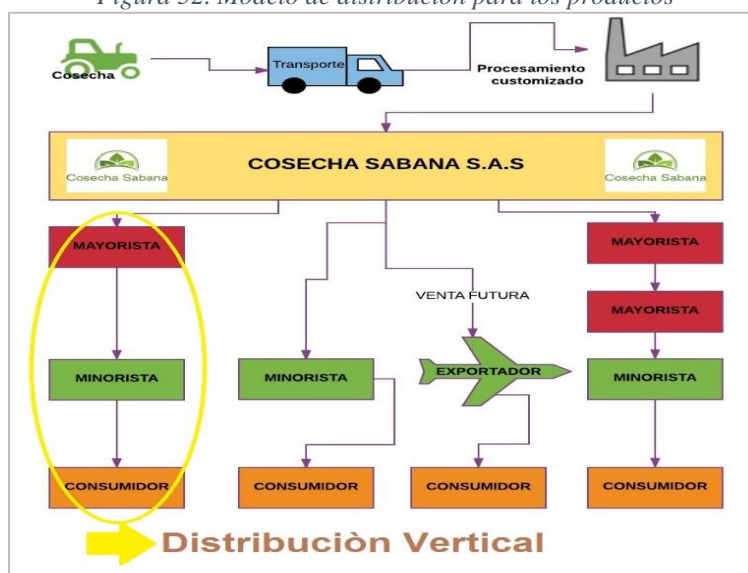 Figura 32. Modelo de distribución para los productos
Cosecha
Transporte
Procesamiento
customizado
Cosecha Sabana
COSECHA SABANA S.A.S
Cosecha Sabana
MAYORISTA
MAYORISTA
VENTA FUTURA
MAYORISTA
MINORISTA
MINORISTA
EXPORTADOR
MINORISTA
CONSUMIDOR
CONSUMIDOR
CONSUMIDOR
CONSUMIDOR
Distribuciòn Vertical